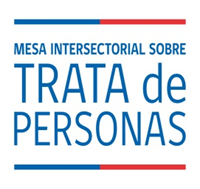 MESA INTERSECTORIAL SOBRE
TRATA de
PERSONAS